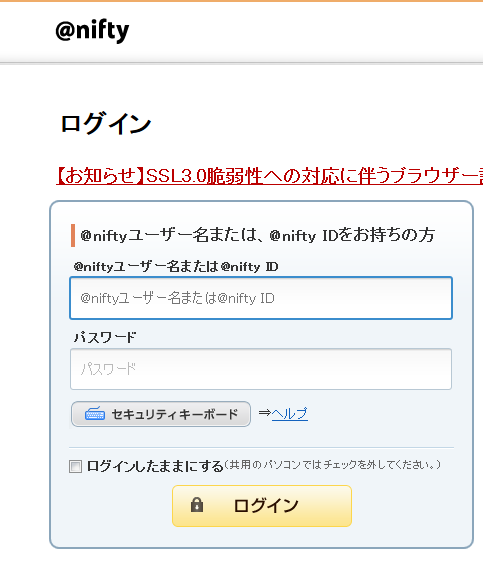 @nifty
ログイン
【お知らせ】SSL3.0脆弱性への対応に伴うブラウザー
@niftyユーザー名または、@nifty IDをお持ちの方
@niftyユーザー名または@nifty ID
@niftyユーザー名または@nifty ID
パスワード
パスワード
セキュリティキーボード ⇒ヘルプ
ログインしたままにする(共用のパソコンではチェックを外してください。)
ログイン